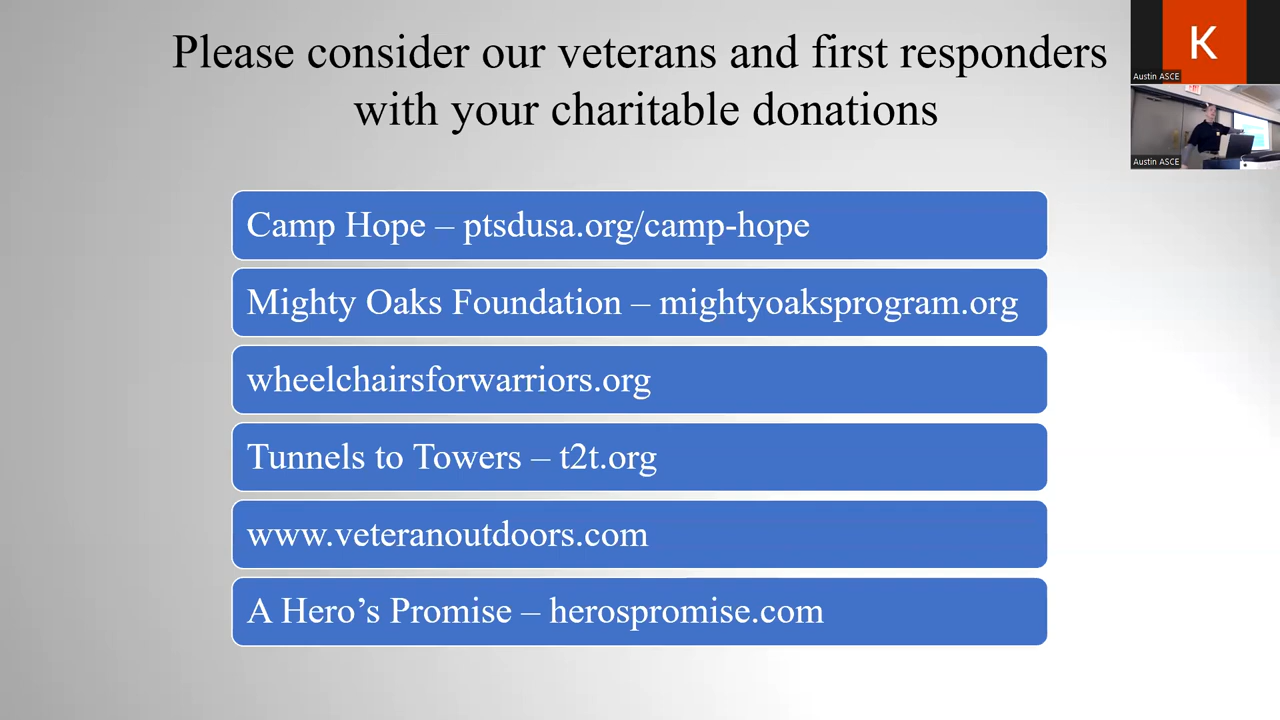 Please consider our veterans and first responders
with your charitable donations
K
Austin ASCE
Austin ASCE
Camp Hope – ptsdusa.org/camp-hope
Mighty Oaks Foundation – mightyoaksprogram.org
wheelchairsforwarriors.org
Tunnels to Towers – t2t.org
www.veteranoutdoors.com
A Hero’s Promise – herospromise.com